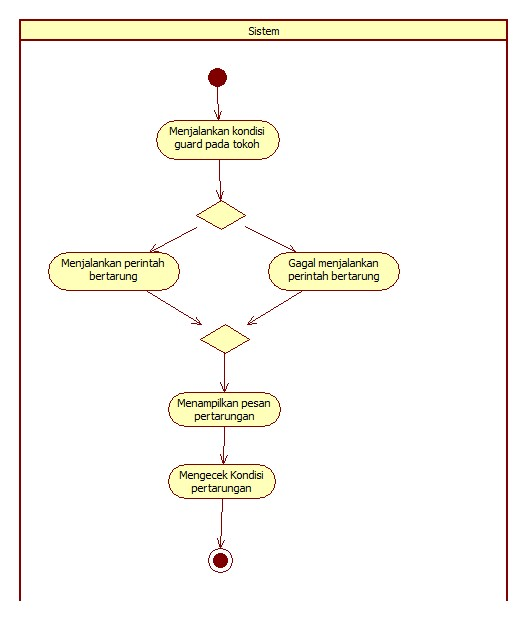 Sistem
Menjalankan kondisi
guard pada tokoh
Menjalankan perintah
bertarung
Gagal menjalankan
perintah bertarung
Menampilkan pesan
pertarungan
Mengecek Kondisi
pertarungan